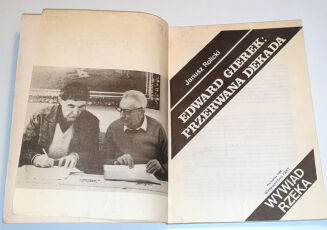 Janusz Rolicki
EDWARD GIEREK:
PRZERWANA DEKADA
WYWIAD
RZEKA